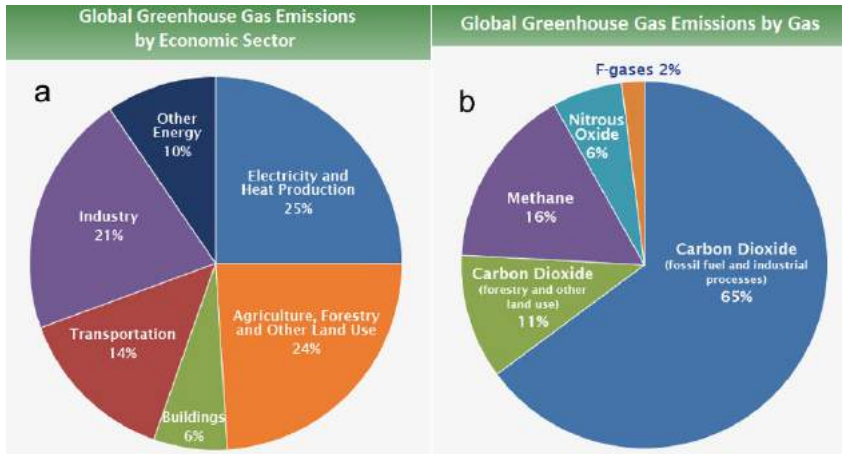 Global Greenhouse Gas Emissions
by Economic Sector
a
Other
Energy
10%
Electricity and
Heat Production
25%
Industry
21%
Agriculture, Forestry
and Other Land Use
24%
Transportation
14%
Buildings
6%
Global Greenhouse Gas Emissions by Gas
F-gases 2%
b
Nitrous
Oxide
6%
Methane
16%
Carbon Dioxide
(fossil fuel and industrial
processes)
65%
Carbon Dioxide
(forestry and other
land use)
11%